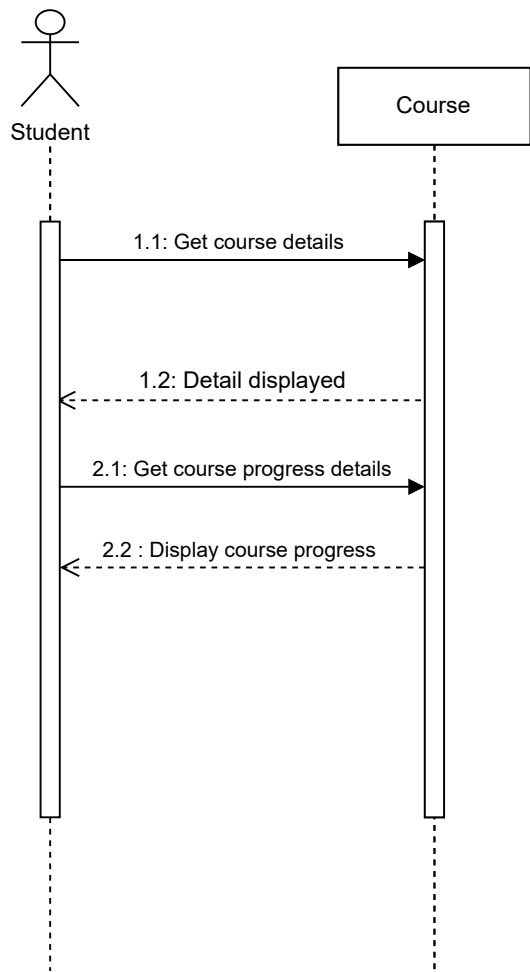 Student
Course
1.1: Get course details
1.2: Detail displayed
2.1: Get course progress details
2.2 : Display course progress